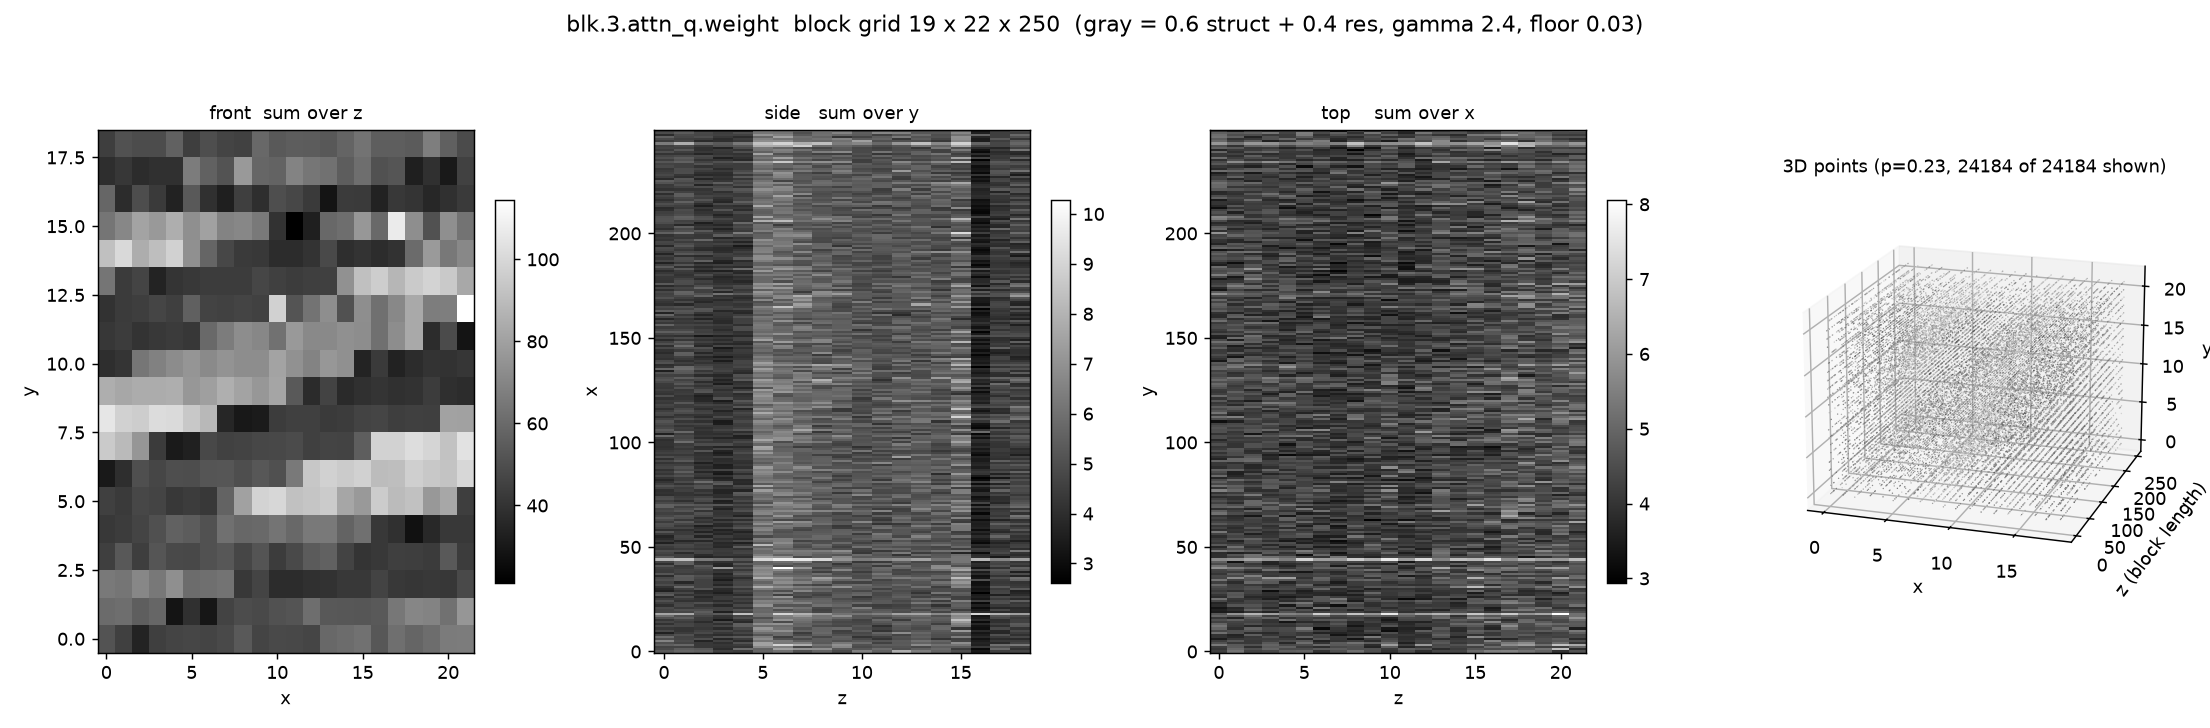 blk.3.attn_q.weight  block grid 19 x 22 x 250  (gray = 0.6 struct + 0.4 res, gamma 2.4, floor 0.03)
front  sum over z
17.5
15.0
12.5
10.0
7.5
5.0
2.5
0.0
y
0 5 10 15 20
x
100
80
60
40
side   sum over y
200
150
100
50
0
x
0 5 10 15
z
10
9
8
7
6
5
4
3
top    sum over x
200
150
100
50
0
y
0 5 10 15 20
z
8
7
6
5
4
3
3D points (p=0.23, 24184 of 24184 shown)
20
15
10
5
0
y
250
200
150
100
50
0
z (block length)
0 5 10 15
x